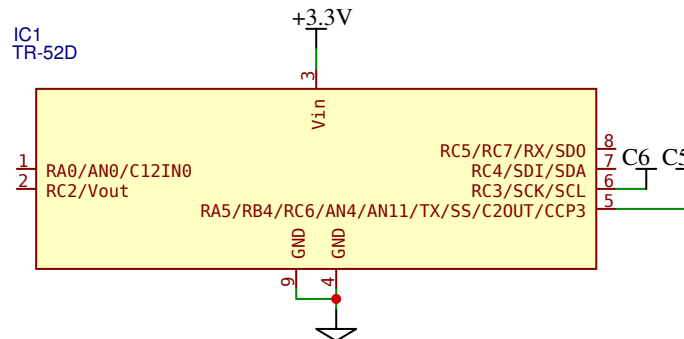 +3.3V
IC1
TR-52D
3
Vin
1 RA0/AN0/C12IN0
2 RC2/Vout
RC5/RC7/RX/SDO 8
RC4/SDI/SDA 7
RC3/SCK/SCL 6
RA5/RB4/RC6/AN4/AN11/TX/SS/C2OUT/CCP3 5
C6 C5
GND GND
9 4